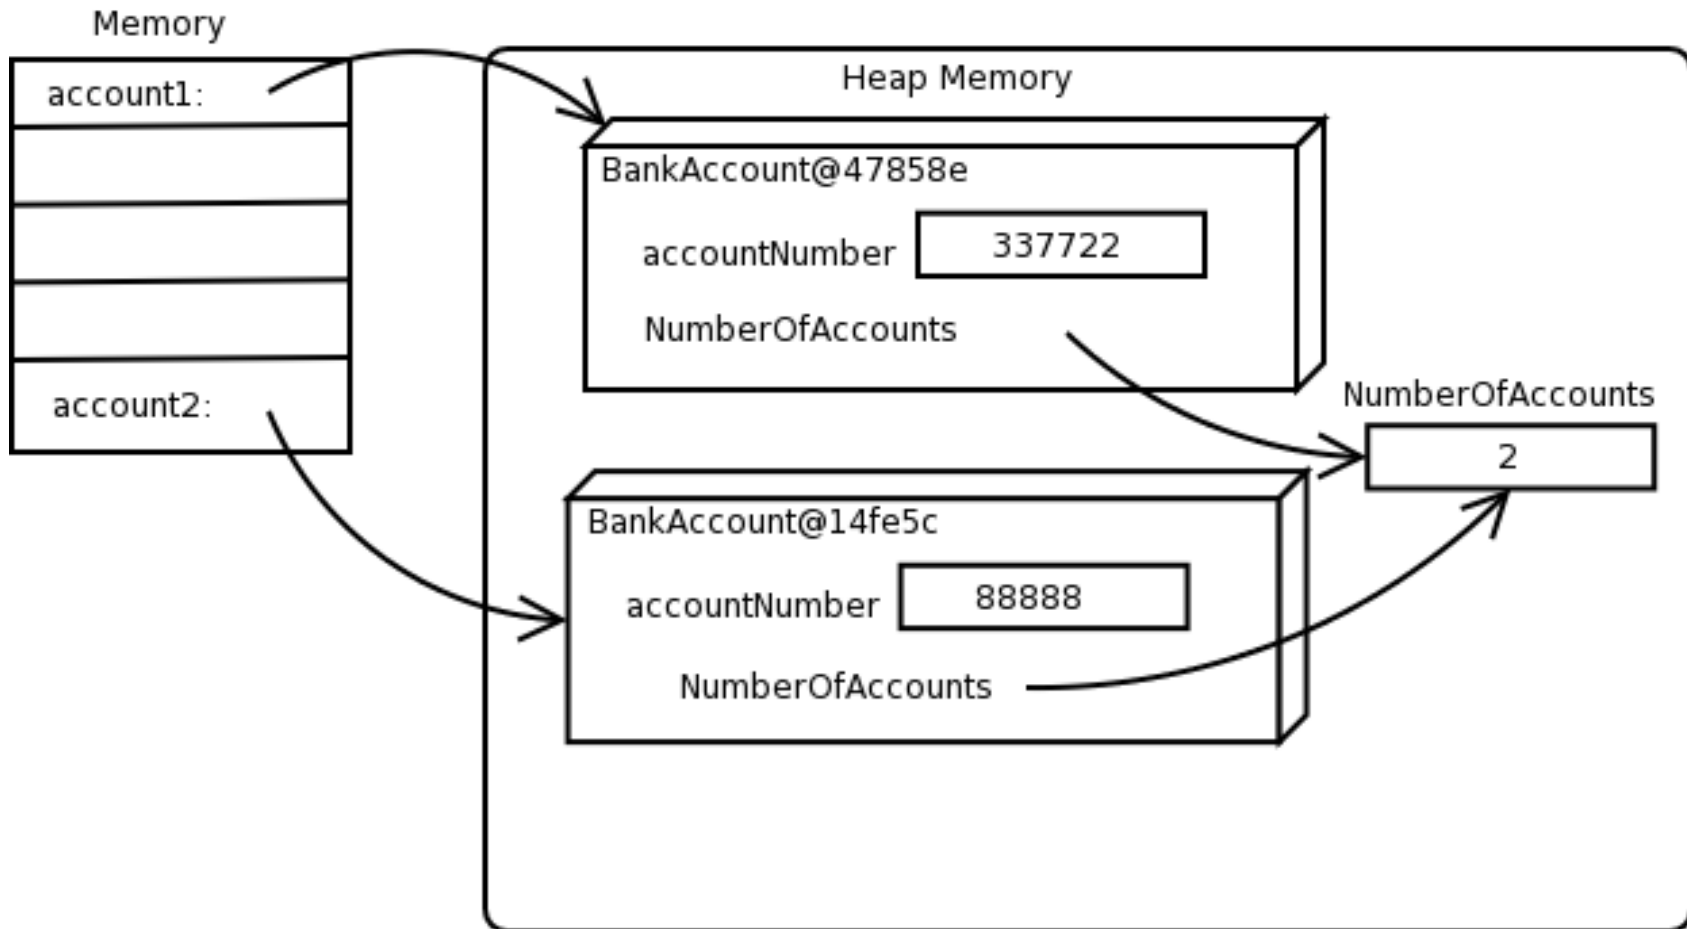 Memory
account1:
account2:
Heap Memory
BankAccount@47858e
accountNumber 337722
NumberOfAccounts
NumberOfAccounts
2
BankAccount@14fe5c
accountNumber 88888
NumberOfAccounts